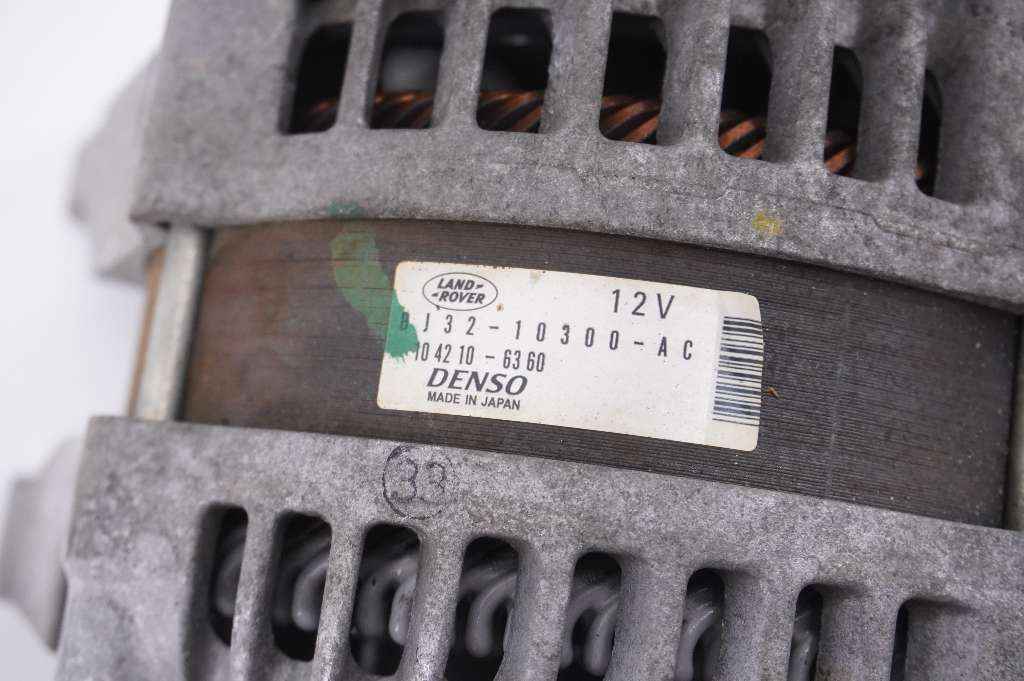 LAND-
-ROVER
12V
BJ32-10300-AC
104210-6360
DENSO
MADE IN JAPAN
33